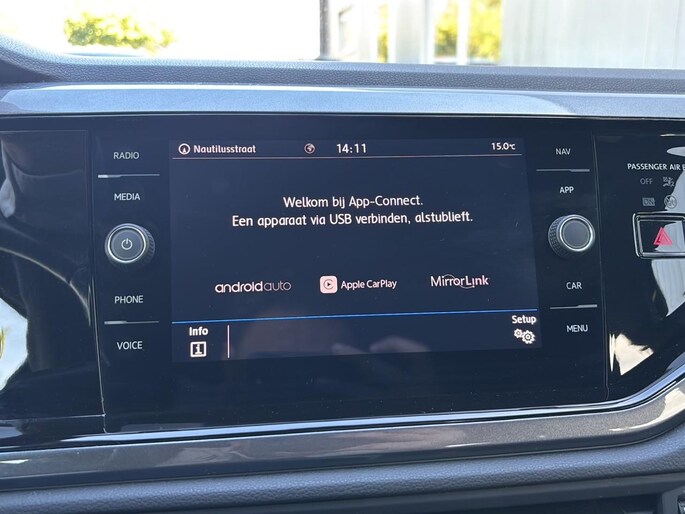 RADIO
MEDIA
PHONE
VOICE
Nautilusstraat 14:11 15.0°C
Welkom bij App-Connect.
Een apparaat via USB verbinden, alstublieft.
androidauto Apple CarPlay MirrorLink
Info Setup
NAV
APP
CAR
MENU
PASSENGER AIR
OFF